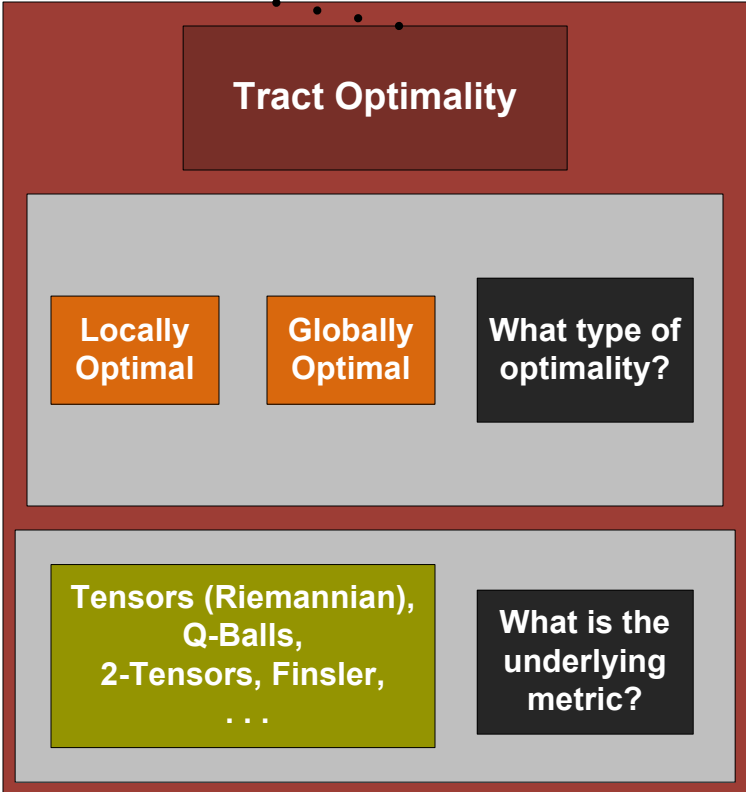 Tract Optimality
Locally
Optimal
Globally
Optimal
What type of
optimality?
Tensors (Riemannian),
Q-Balls,
2-Tensors, Finsler,
. . .
What is the
underlying
metric?